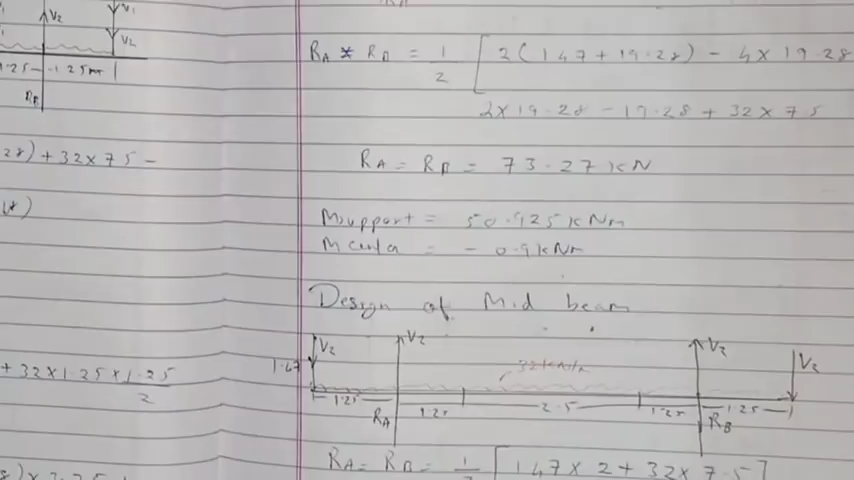 V2
V1
V2
1.25
1.25m
RB
28) + 32 × 7 5 -
+ 32 × 1.25 × 1.25
2
RA * RB = 1/2 [ 2(1.47 + 19.28) - 4 × 19.28
2 × 19.28 - 19.28 + 32 × 7.5
RA = RB = 73.27 kN
Msupport = 50.925 kNm
M = - 0.9 kNm
Design of Mid beam
V2
V2
V2
V2
1.47
1.25
RA
1.25
2.5
1.25
RB
1.25
RA = RB = 1 [ 1.47 × 2 + 32 × 7.5 ]